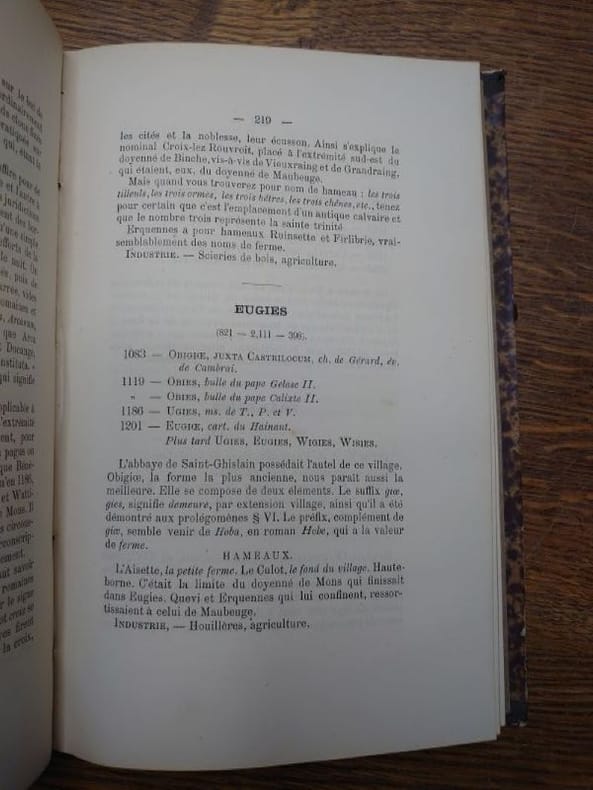 sur le
ordinairement
— 219 —
les cités et la noblesse, leur écusson. Ainsi s'explique le
nominal Croix-lez Rouvroit, placé à l'extrémité sud-est du
doyenné de Binche, vis-à-vis de Vieuxraing et de Grandraing,
qui étaient, eux, du doyenné de Maubeuge.
Mais quand vous trouverez pour nom de hameau : les trois
tilleuls, les trois ormes, les trois hêtres, les trois chênes, etc., tenez
pour certain que c'est l'emplacement d'un antique calvaire et
que le nombre trois représente la sainte trinité
Erquennes a pour hameaux Ruinsette et Firlibrie, vrai-
semblablement des noms de ferme.
INDUSTRIE. — Scieries de bois, agriculture.
EUGIES
(821 — 2,111 — 396).
1083 — OBIGIŒ, JUXTA CASTRILOCUM, ch. de Gérard, év.
de Cambrai.
1119 — OBIES, bulle du pape Gelase II.
" — OBIES, bulle du pape Calixte II.
1186 — UGIES, ms. de T., P. et V.
1201 — EUGIŒ, cart. du Hainaut.
Plus tard UGIES, EUGIES, WIGIES, WISIES.
L'abbaye de Saint-Ghislain possédait l'autel de ce village.
Obigiœ, la forme la plus ancienne, nous parait aussi la
meilleure. Elle se compose de deux élements. Le suffix giœ,
gies, signifie demeure, par extension village, ainsi qu'il a été
démontré aux prolégomènes § VI. Le préfix, complément de
giœ, semble venir de Hoba, en roman Hobe, qui a la valeur
de ferme.
HAMEAUX.
L'Aisette, la petite ferme. Le Culot, le fond du village. Haute-
borne. C'était la limite du doyenné de Mons qui finissait
dans Eugies. Quevi et Erquennes qui lui confinent, ressor-
tissaient à celui de Maubeuge.
INDUSTRIE, — Houillères, agriculture.